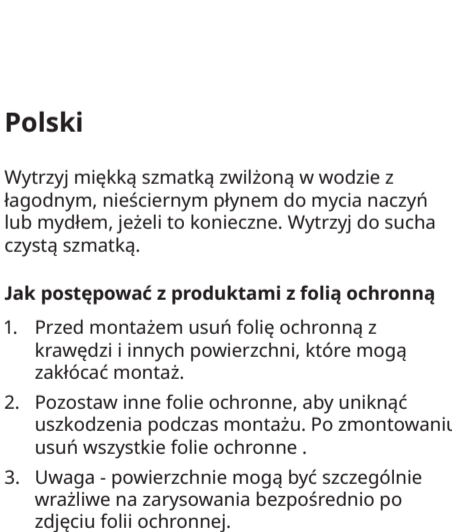 Polski
Wytrzyj miękką szmatką zwilżoną w wodzie z
łagodnym, nieściernym płynem do mycia naczyń
lub mydłem, jeżeli to konieczne. Wytrzyj do sucha
czystą szmatką.
Jak postępować z produktami z folią ochronną
1. Przed montażem usuń folię ochronną z
krawędzi i innych powierzchni, które mogą
zakłócać montaż.
2. Pozostaw inne folie ochronne, aby uniknąć
uszkodzenia podczas montażu. Po zmontowaniu
usuń wszystkie folie ochronne .
3. Uwaga - powierzchnie mogą być szczególnie
wrażliwe na zarysowania bezpośrednio po
zdjęciu folii ochronnej.